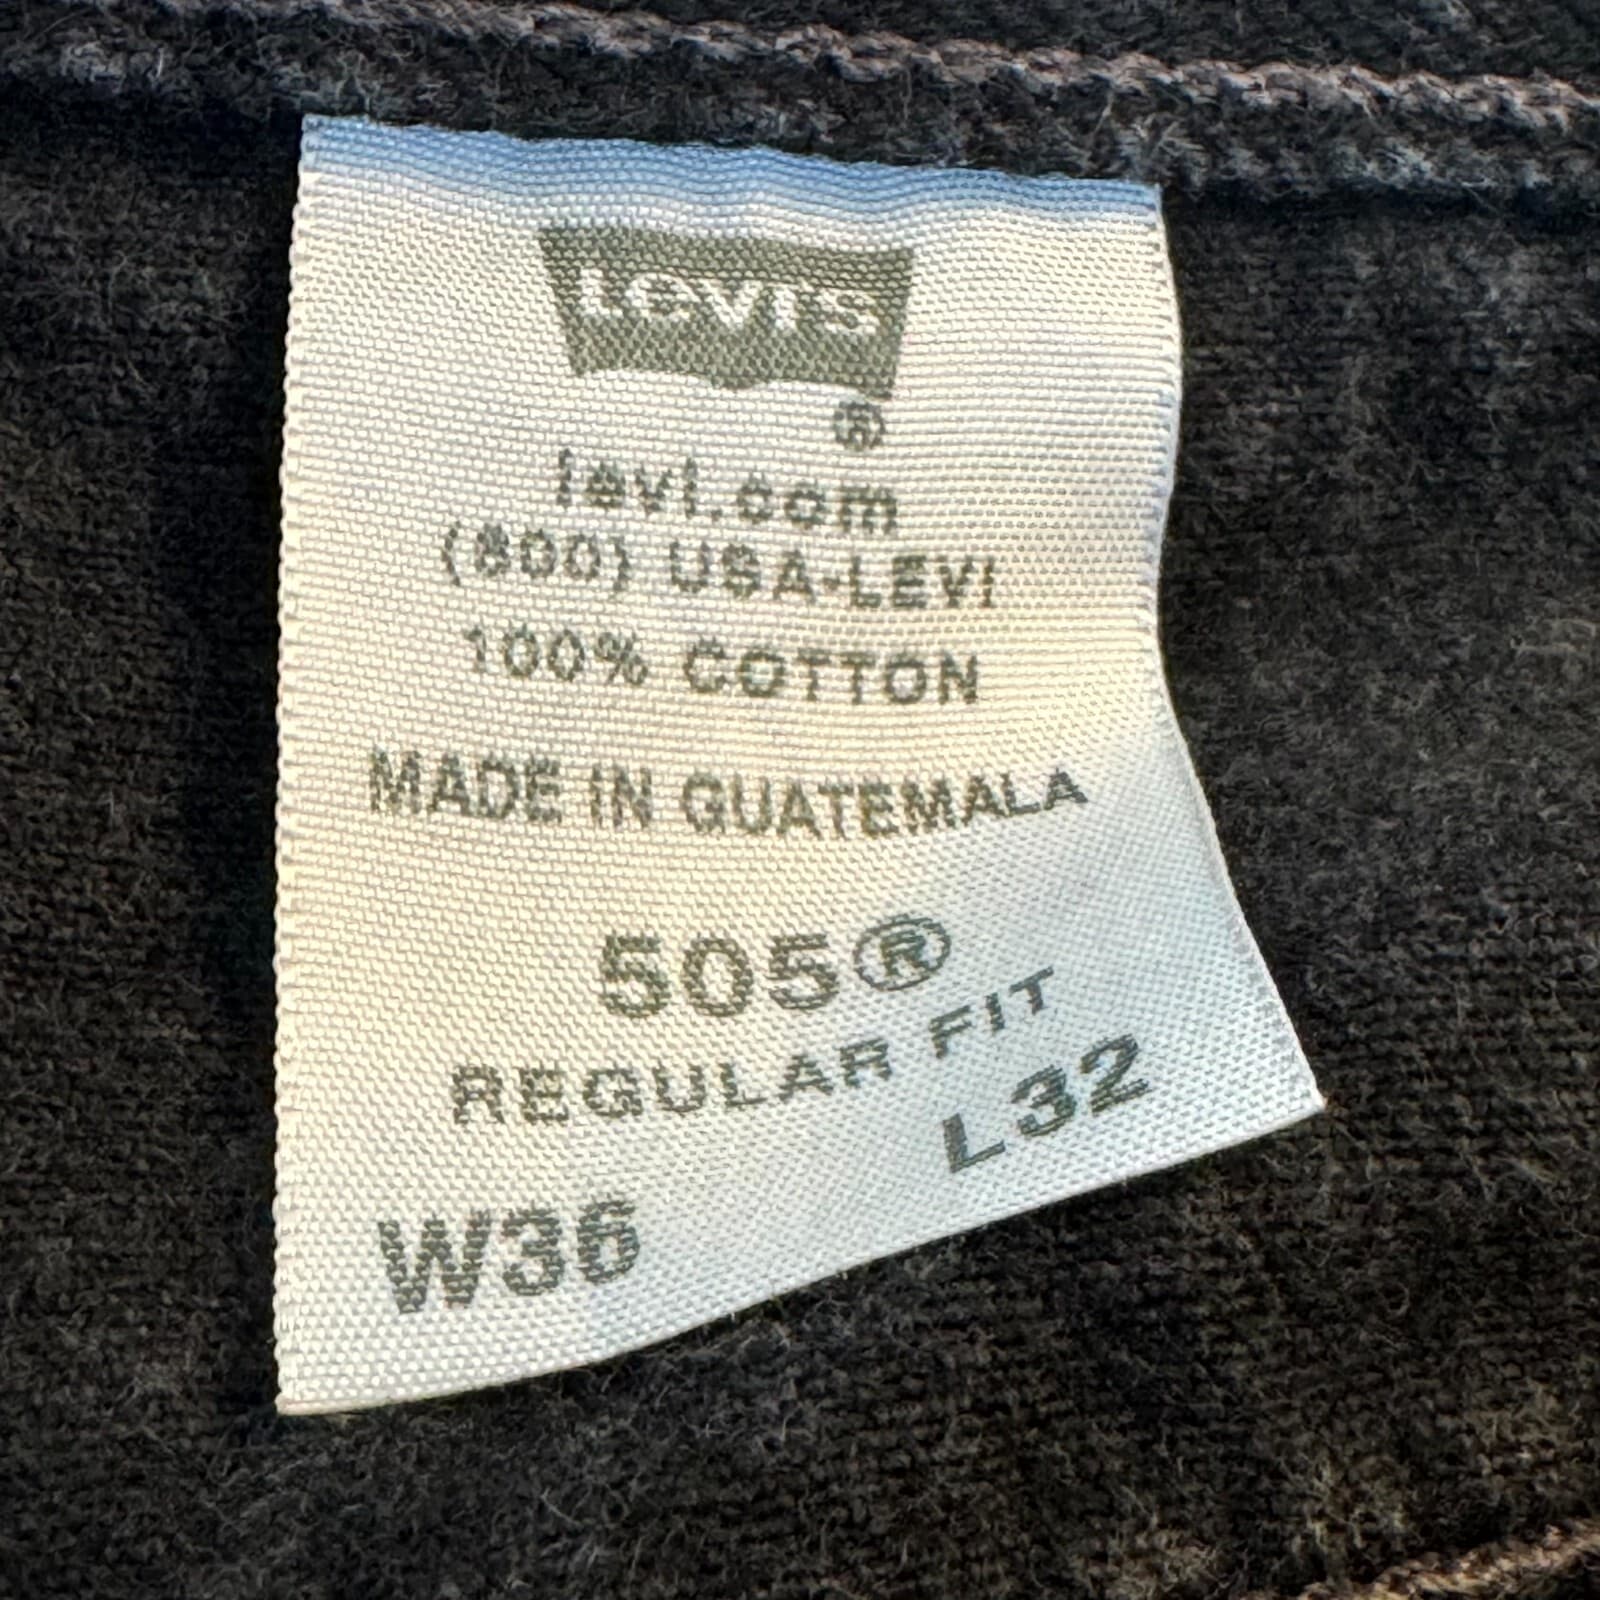 LEVI'S
®
levi.com
(800) USA-LEVI
100% COTTON
MADE IN GUATEMALA
505®
REGULAR FIT
W36 L32